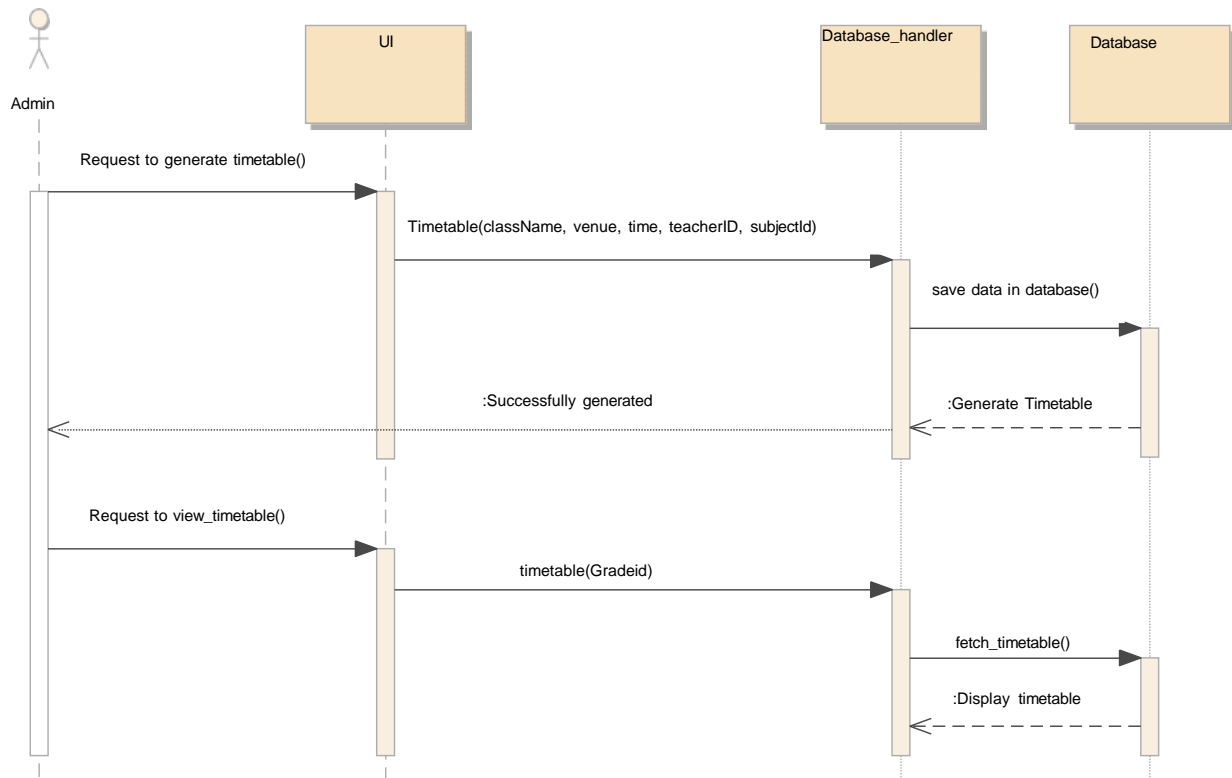 UI
Database_handler
Database
Admin
Request to generate timetable()
Timetable(className, venue, time, teacherID, subjectId)
save data in database()
:Successfully generated
:Generate Timetable
Request to view_timetable()
timetable(Gradeid)
fetch_timetable()
:Display timetable